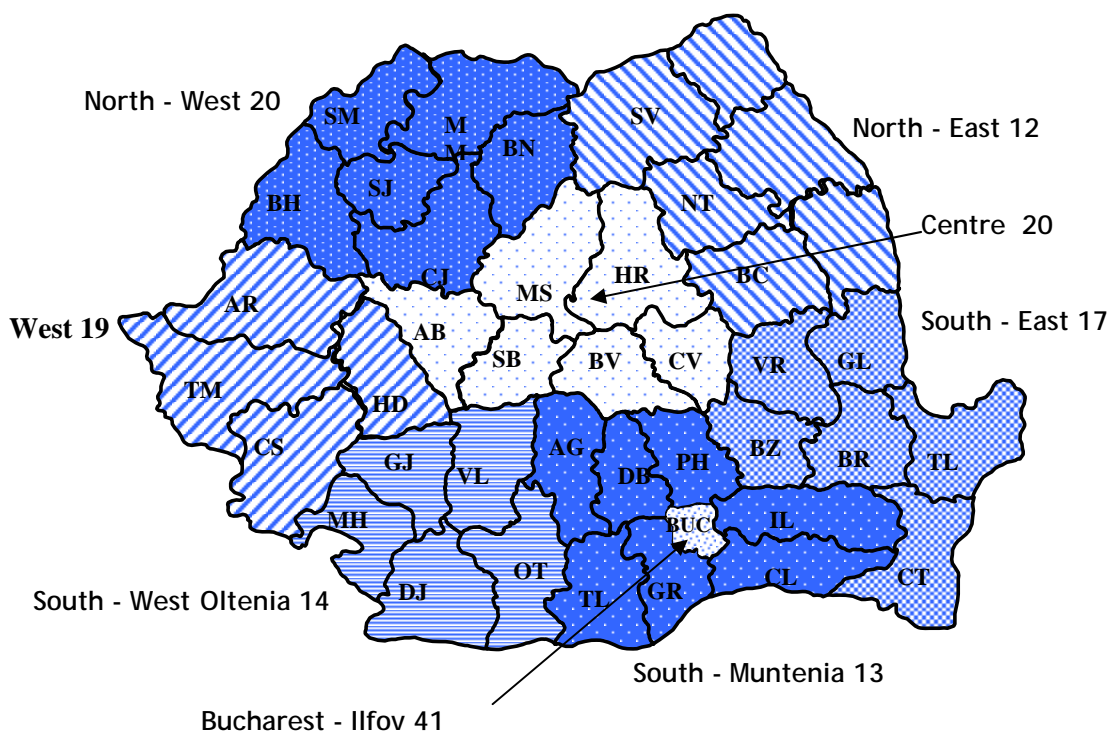 North - West 20
SM
M
M
BN
SV
North - East 12
SJ
BH
NT
Centre 20
CJ
MS
HR
BC
AR
West 19
AB
South - East 17
SB
BV
CV
VR
GL
TM
HD
CS
GJ
VL
AG
DB
PH
BZ
BR
TL
MH
BUC
IL
South - West Oltenia 14
DJ
OT
TL
GR
CL
CT
South - Muntenia 13
Bucharest - Ilfov 41